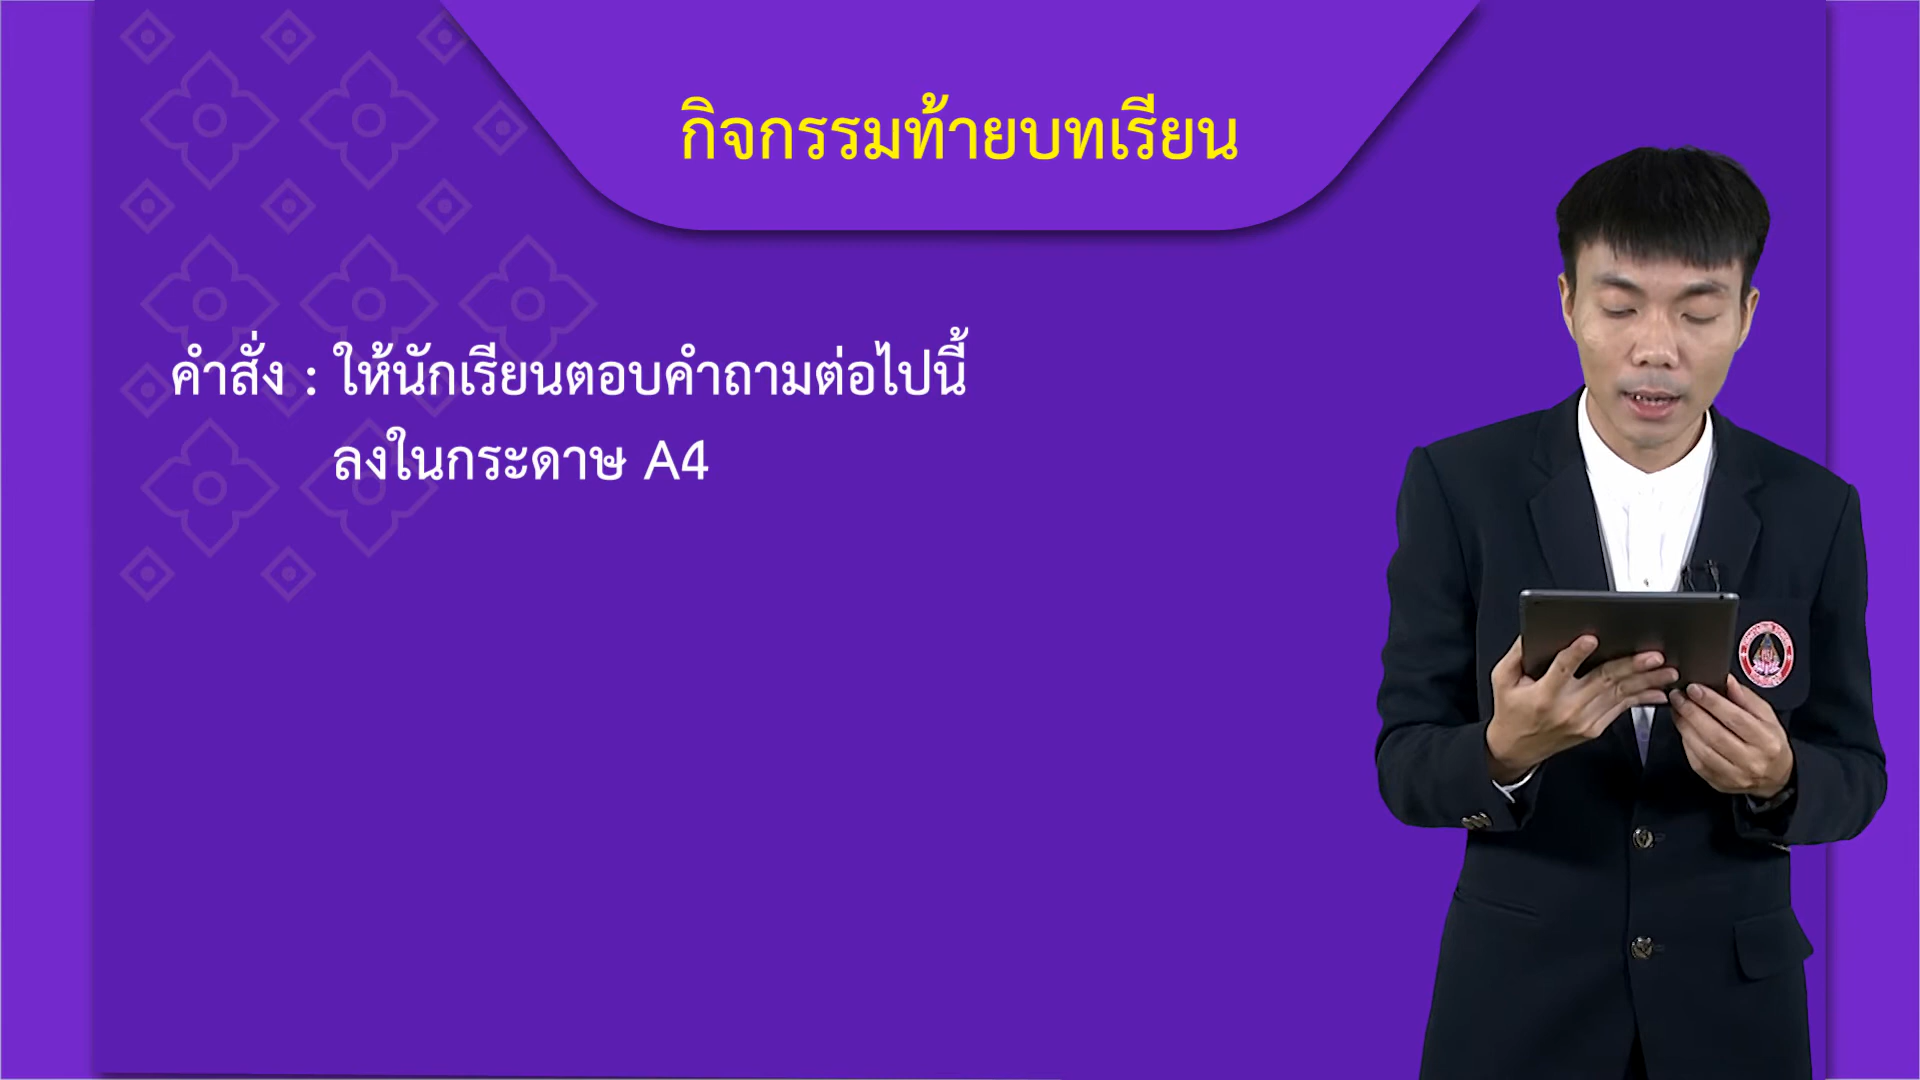 กิจกรรมท้ายบทเรียน
คำสั่ง : ให้นักเรียนตอบคำถามต่อไปนี้
ลงในกระดาษ A4